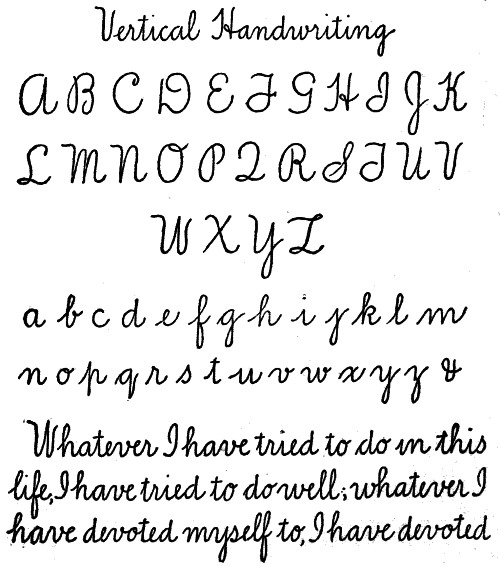 Vertical Handwriting
A B C D E F G H I J K
L M N O P Q R S T U V
W X Y Z
a b c d e f g h i j k l m
n o p q r s t u v w x y z &
Whatever I have tried to do in this
life, I have tried to do well; whatever I
have devoted myself to, I have devoted